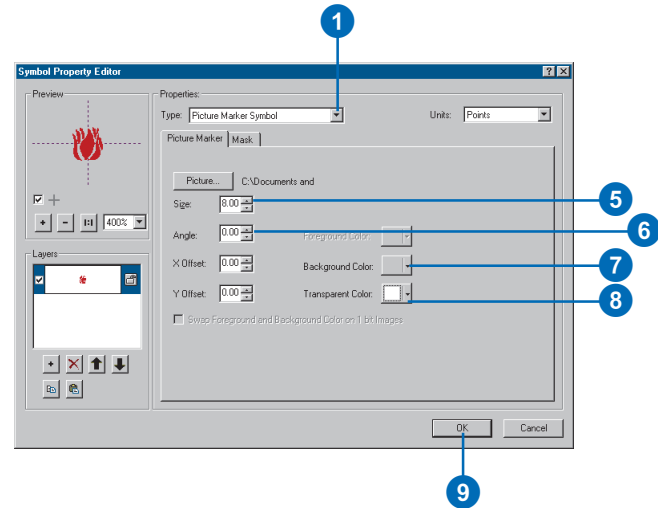 1
Symbol Property Editor
Preview
400%
Layers
Properties:
Type: Picture Marker Symbol
Units: Points
Picture Marker
Mask
Picture... C:\Documents and
Size: 8.00
5
Angle: 0.00
Foreground Color:
6
X Offset: 0.00
Background Color:
7
Y Offset: 0.00
Transparent Color:
8
Swap Foreground and Background Color on 1 bit Images
OK
Cancel
9